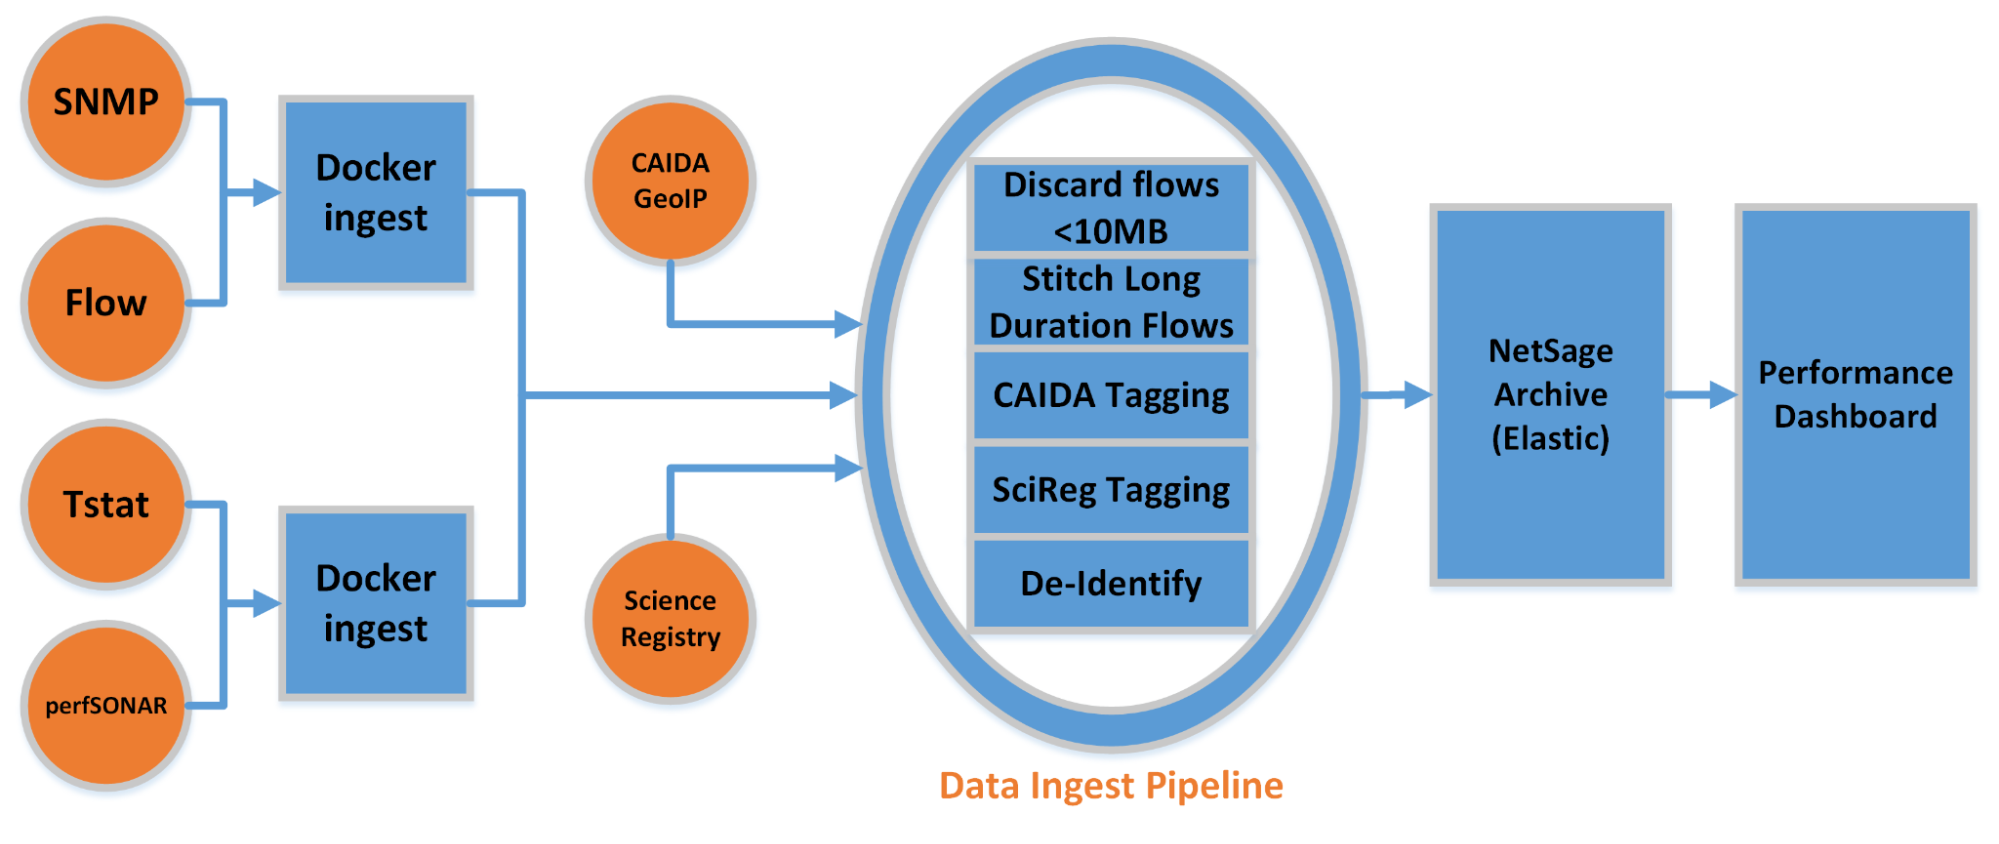 SNMP
Flow
Tstat
perfSONAR
Docker
ingest
Docker
ingest
CAIDA
GeoIP
Science
Registry
Discard flows
<10MB
Stitch Long
Duration Flows
CAIDA Tagging
SciReg Tagging
De-Identify
Data Ingest Pipeline
NetSage
Archive
(Elastic)
Performance
Dashboard